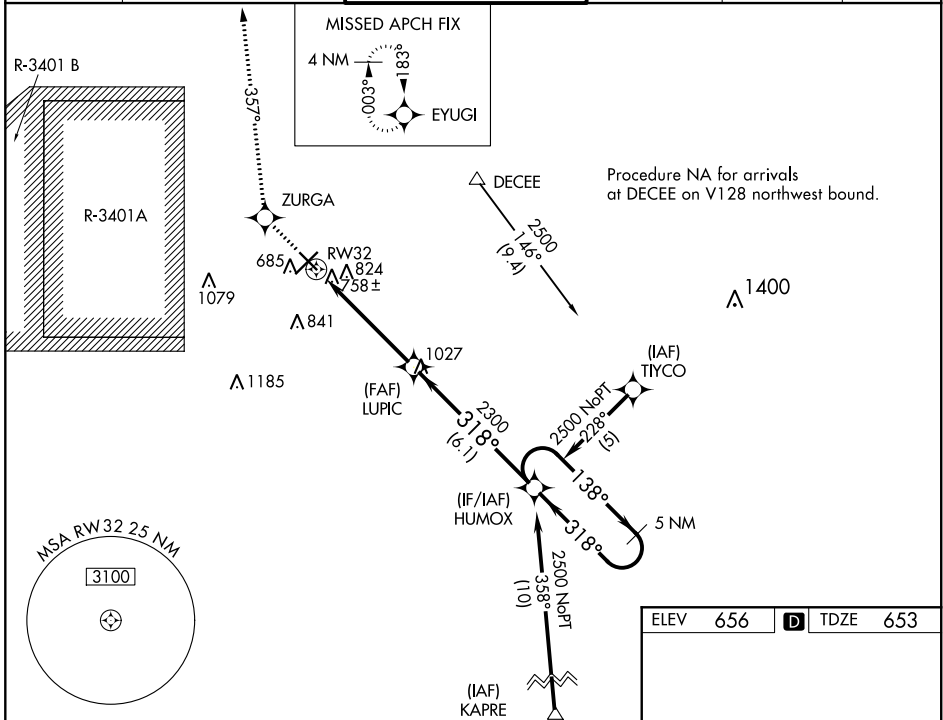 MISSED APCH FIX
4 NM
003°
183°
EYUGI
R-3401 B
R-3401A
357°
ZURGA
DECEE
2500
146°
(9.4)
Procedure NA for arrivals
at DECEE on V128 northwest bound.
RW32
685
824
758±
1079
841
1400
1027
1185
(FAF)
LUPIC
2300
318°
(6.1)
(IAF)
TIYCO
2500 NoPT
228°
(5)
138°
(IF/IAF)
HUMOX
318°
5 NM
2500 NoPT
358°
(10)
(IAF)
KAPRE
MSA RW32 25 NM
3100
ELEV 656 D TDZE 653